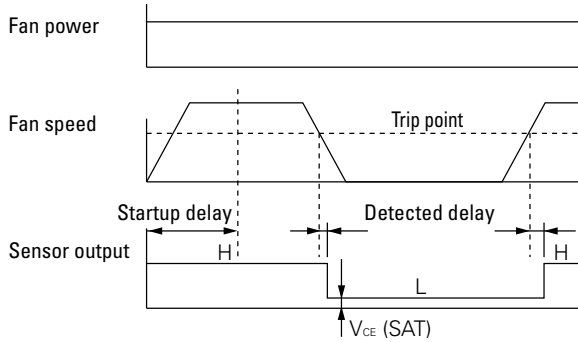 Fan power
Fan speed
Trip point
Startup delay
Detected delay
Sensor output
H
H
L
VCE (SAT)